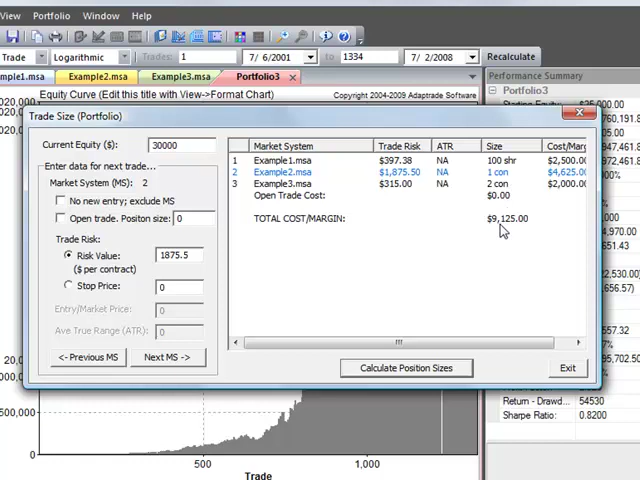 View Portfolio Window Help
Trade Logarithmic Trades: 1 7/ 6/2001 to 1334 7/ 2/2008 Recalculate
mple1.msa Example2.msa Example3.msa Portfolio3
Performance Summary
Equity Curve (Edit this title with View->Format Chart) Copyright 2004-2009 Adaptrade Software
Portfolio3
Trade Size (Portfolio)
Current Equity ($): 30000
Enter data for next trade...
Market System (MS): 2
No new entry; exclude MS
Open trade. Positon size: 0
Trade Risk:
Risk Value: 1875.5
($ per contract)
Stop Price: 0
Entry/Market Price: 0
Ave True Range (ATR): 0
<- Previous MS Next MS ->
Market System Trade Risk ATR Size Cost/Marg
1 Example1.msa $397.38 NA 100 shr $2,500.0
2 Example2.msa $1,875.50 NA 1 con $4,625.0
3 Example3.msa $315.00 NA 2 con $2,000.0
Open Trade Cost: $0.00
TOTAL COST/MARGIN: $9,125.00
Calculate Position Sizes Exit
500,000
0
500 1,000
Trade
Return - Drawd... 54530
Sharpe Ratio: 0.8200